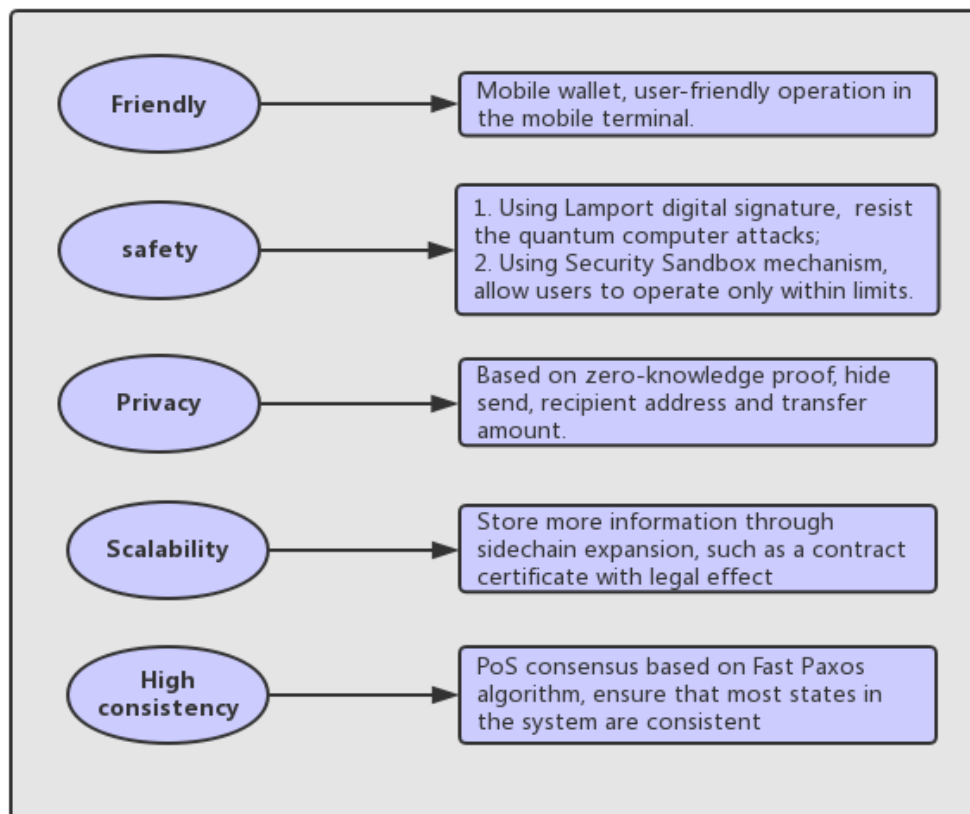 Friendly
Mobile wallet, user-friendly operation in
the mobile terminal.
safety
1. Using Lamport digital signature,  resist
the quantum computer attacks;
2. Using Security Sandbox mechanism,
allow users to operate only within limits.
Privacy
Based on zero-knowledge proof, hide
send, recipient address and transfer
amount.
Scalability
Store more information through
sidechain expansion, such as a contract
certificate with legal effect
High
consistency
PoS consensus based on Fast Paxos
algorithm, ensure that most states in
the system are consistent